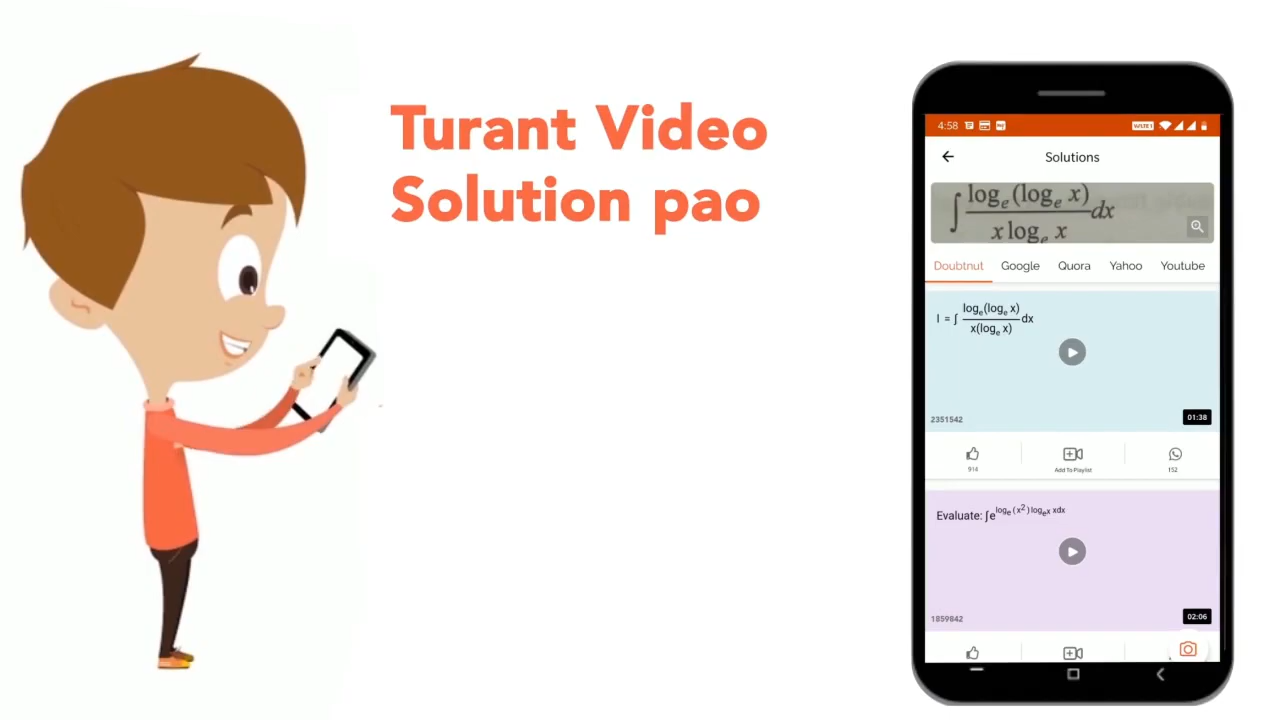 Turant Video
Solution pao
4:58
VoLTE1
Solutions
∫ logₑ(logₑ x) / x logₑ x dx
Doubtnut Google Quora Yahoo Youtube
I = ∫ logₑ(logₑ x) / x(logₑ x) dx
2351542 01:38
914 Add To Playlist 152
Evaluate: ∫e^logₑ(x²)logₑx xdx
1859842 02:06